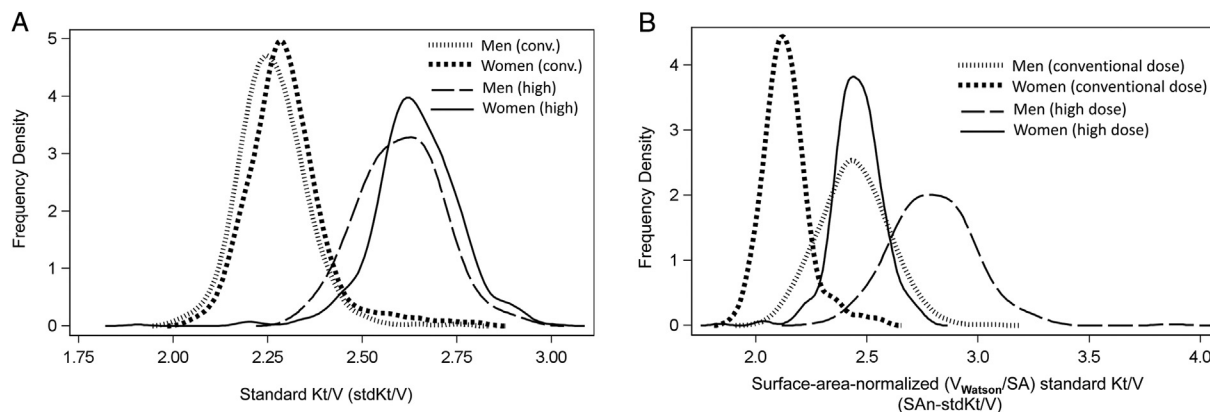 A
5
4
3
2
1
0
Frequency Density
Men (conv.)
Women (conv.)
Men (high)
Women (high)
1.75
2.00
2.25
2.50
2.75
3.00
Standard Kt/V (stdKt/V)
B
4
3
2
1
0
Frequency Density
Men (conventional dose)
Women (conventional dose)
Men (high dose)
Women (high dose)
2.0
2.5
3.0
3.5
4.0
Surface-area-normalized (VWatson/SA) standard Kt/V
(SAn-stdKt/V)